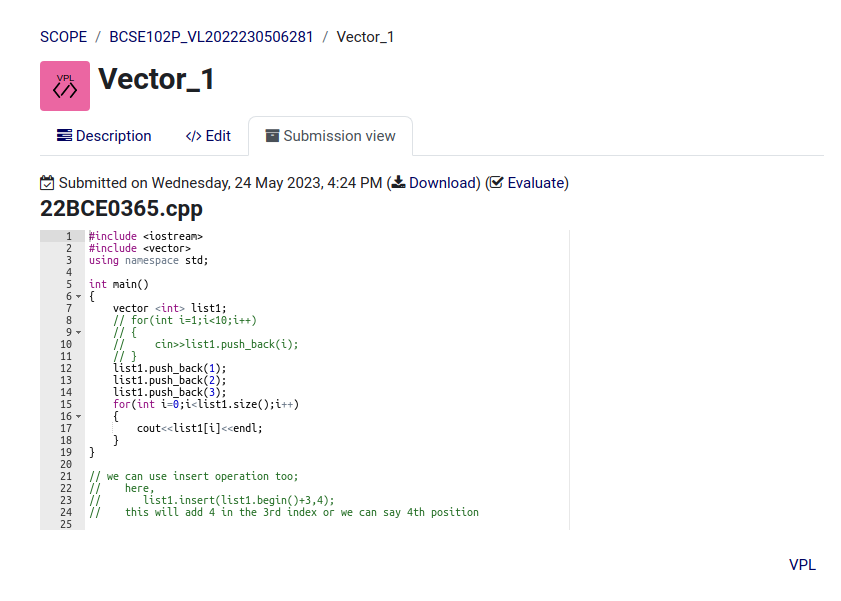 SCOPE / BCSE102P_VL2022230506281 / Vector_1
VPL
</>
Vector_1
Description </> Edit Submission view
Submitted on Wednesday, 24 May 2023, 4:24 PM (Download) (Evaluate)
22BCE0365.cpp
1 #include <iostream>
2 #include <vector>
3 using namespace std;
4
5 int main()
6 {
7     vector <int> list1;
8     // for(int i=1;i<10;i++)
9     // {
10     //     cin>>list1.push_back(i);
11     // }
12     list1.push_back(1);
13     list1.push_back(2);
14     list1.push_back(3);
15     for(int i=0;i<list1.size();i++)
16     {
17         cout<<list1[i]<<endl;
18     }
19 }
20
21 // we can use insert operation too;
22 //    here,
23 //       list1.insert(list1.begin()+3,4);
24 //    this will add 4 in the 3rd index or we can say 4th position
25
VPL